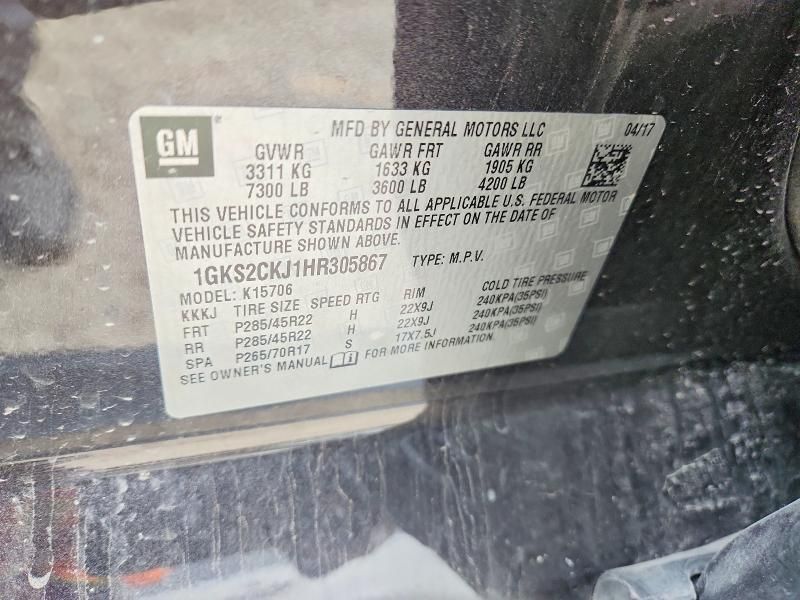 GM
MFD BY GENERAL MOTORS LLC 04/17
GVWR GAWR FRT GAWR RR
3311 KG 1633 KG 1905 KG
7300 LB 3600 LB 4200 LB
THIS VEHICLE CONFORMS TO ALL APPLICABLE U.S. FEDERAL MOTOR
VEHICLE SAFETY STANDARDS IN EFFECT ON THE DATE OF
MANUFACTURE SHOWN ABOVE.
1GKS2CKJ1HR305867 TYPE: M.P.V.
MODEL: K15706
KKKJ TIRE SIZE SPEED RTG RIM COLD TIRE PRESSURE
FRT P285/45R22 H 22X9J 240KPA(35PSI)
RR P285/45R22 H 22X9J 240KPA(35PSI)
SPA P265/70R17 S 17X7.5J 240KPA(35PSI)
SEE OWNER'S MANUAL FOR MORE INFORMATION.